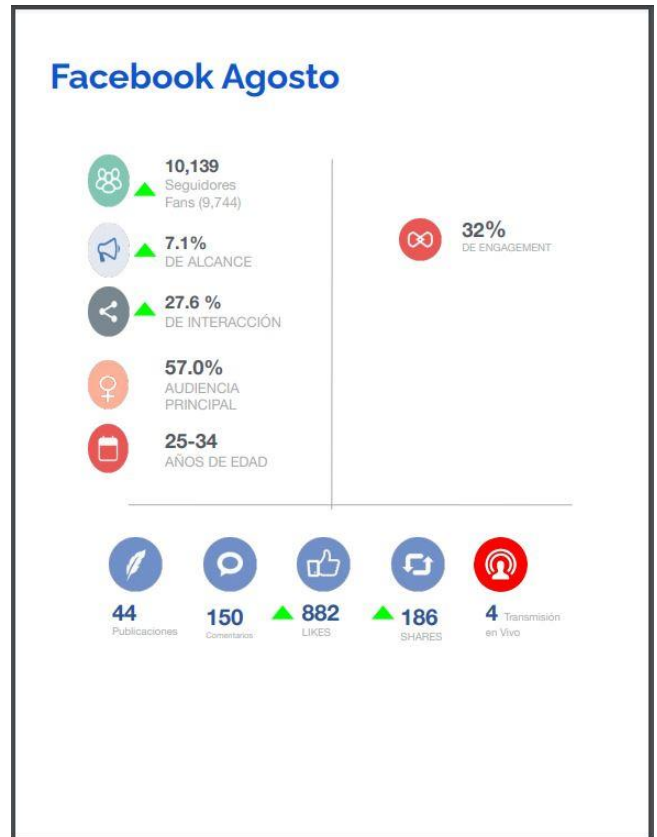 Facebook Agosto
10,139
Seguidores
Fans (9,744)
7.1%
DE ALCANCE
27.6 %
DE INTERACCIÓN
57.0%
AUDIENCIA
PRINCIPAL
25-34
AÑOS DE EDAD
32%
DE ENGAGEMENT
44
Publicaciones
150
Comentarios
882
LIKES
186
SHARES
4 Transmisión
en Vivo